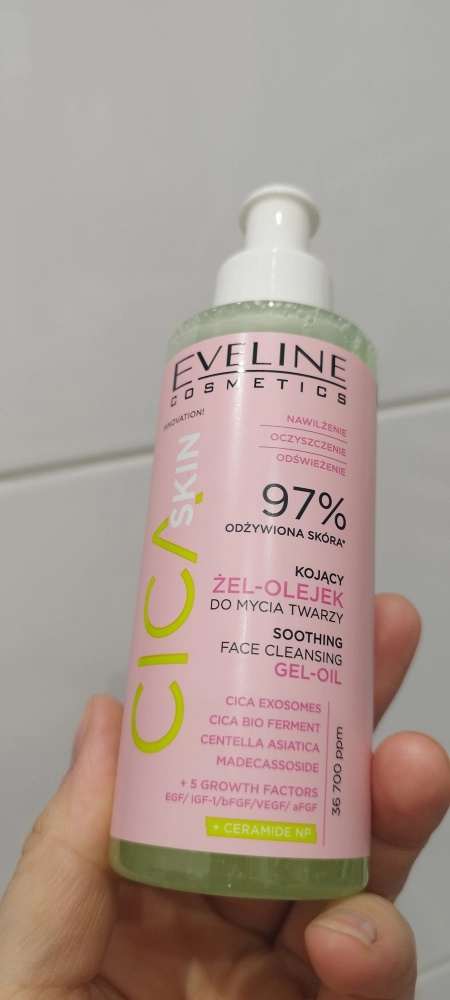 EVELINE
COSMETICS
INNOVATION!
CICA SKIN
NAWILŻENIE
OCZYSZCZENIE
ODŚWIEŻENIE
97%
ODŻYWIONA SKÓRA*
KOJĄCY
ŻEL-OLEJEK
DO MYCIA TWARZY
SOOTHING
FACE CLEANSING
GEL-OIL
CICA EXOSOMES
CICA BIO FERMENT
CENTELLA ASIATICA
MADECASSOSIDE
+ 5 GROWTH FACTORS
EGF/ IGF-1/bFGF/VEGF/ aFGF
+ CERAMIDE NP
36 700 ppm